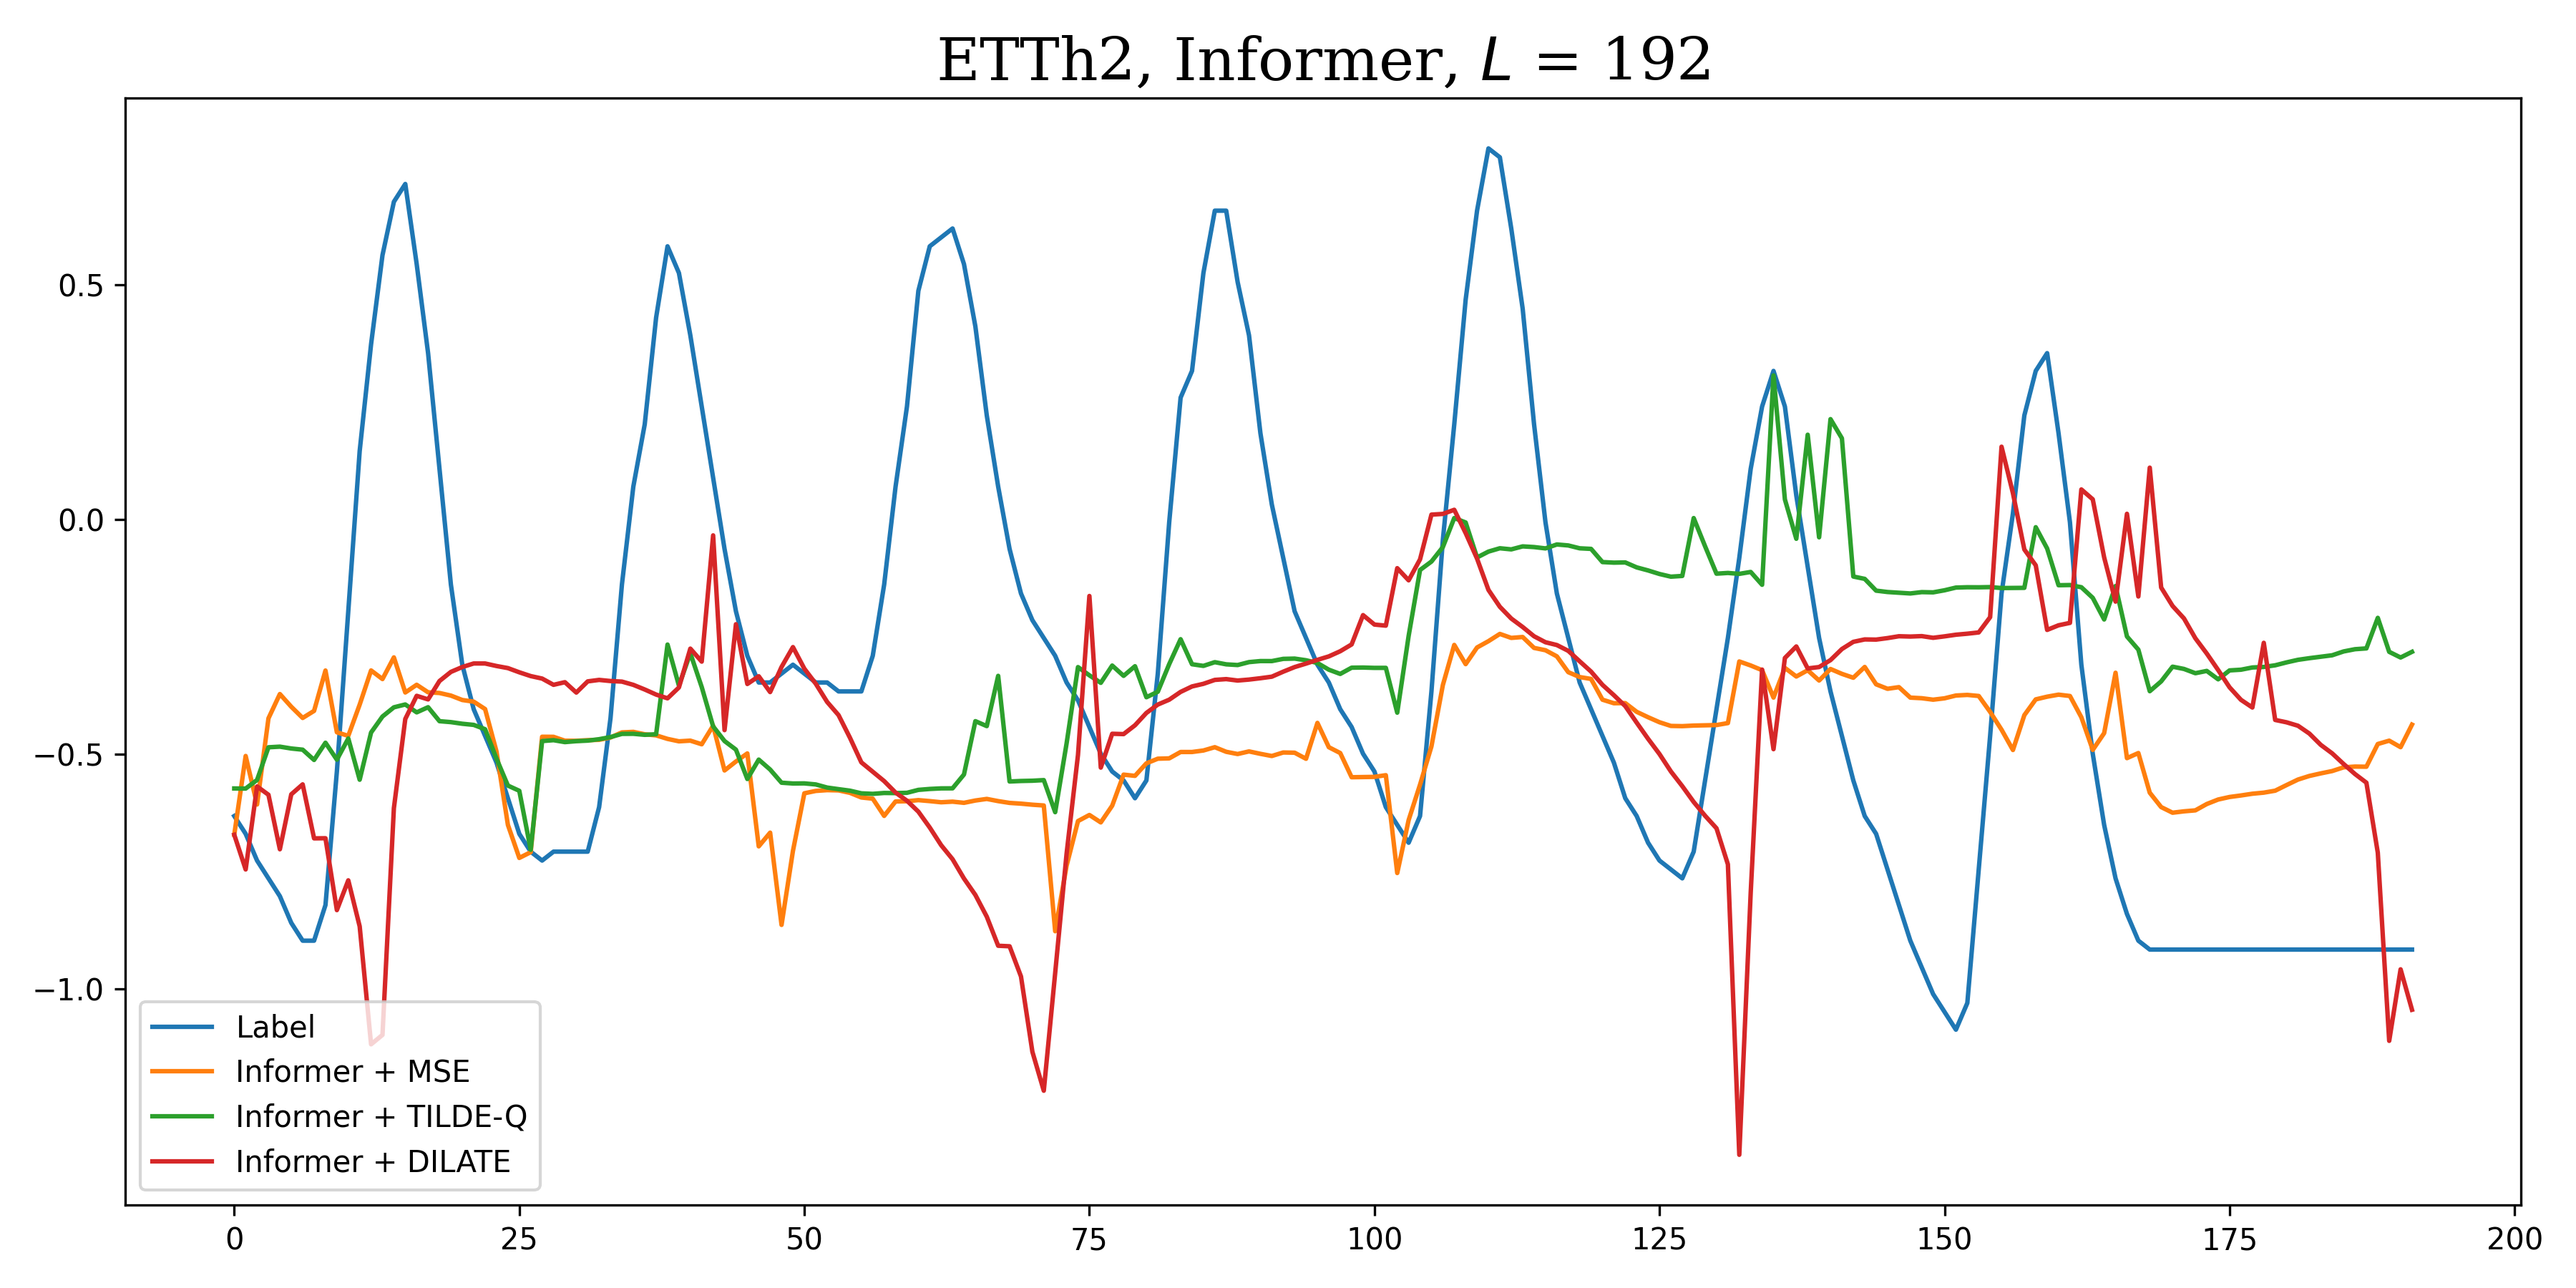 ETTh2, Informer, L = 192
0.5
0.0
−0.5
−1.0
Label
Informer + MSE
Informer + TILDE-Q
Informer + DILATE
0 25 50 75 100 125 150 175 200